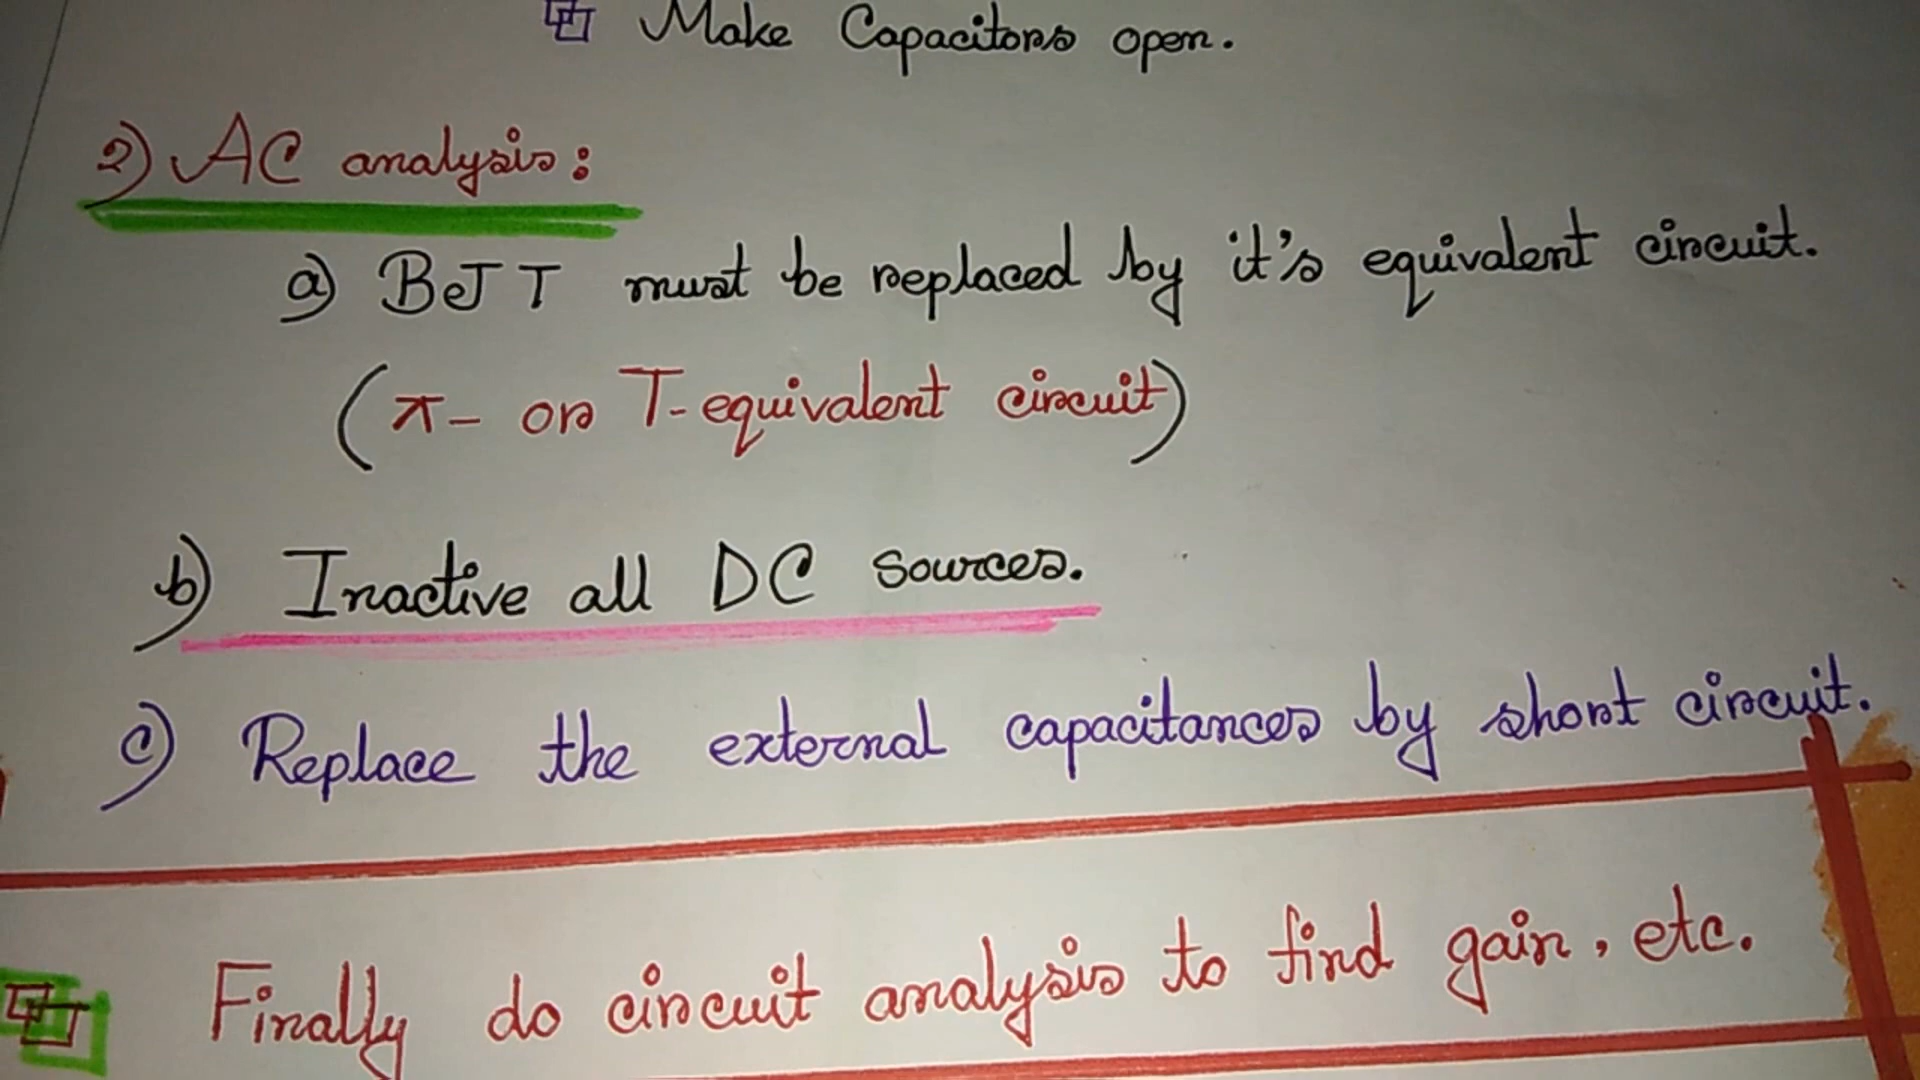 Make Capacitors open.
2) AC analysis:
a) BJT must be replaced by it's equivalent circuit.
(π- or T-equivalent circuit)
b) Inactive all DC sources.
c) Replace the external capacitances by short circuit.
Finally do circuit analysis to find gain, etc.